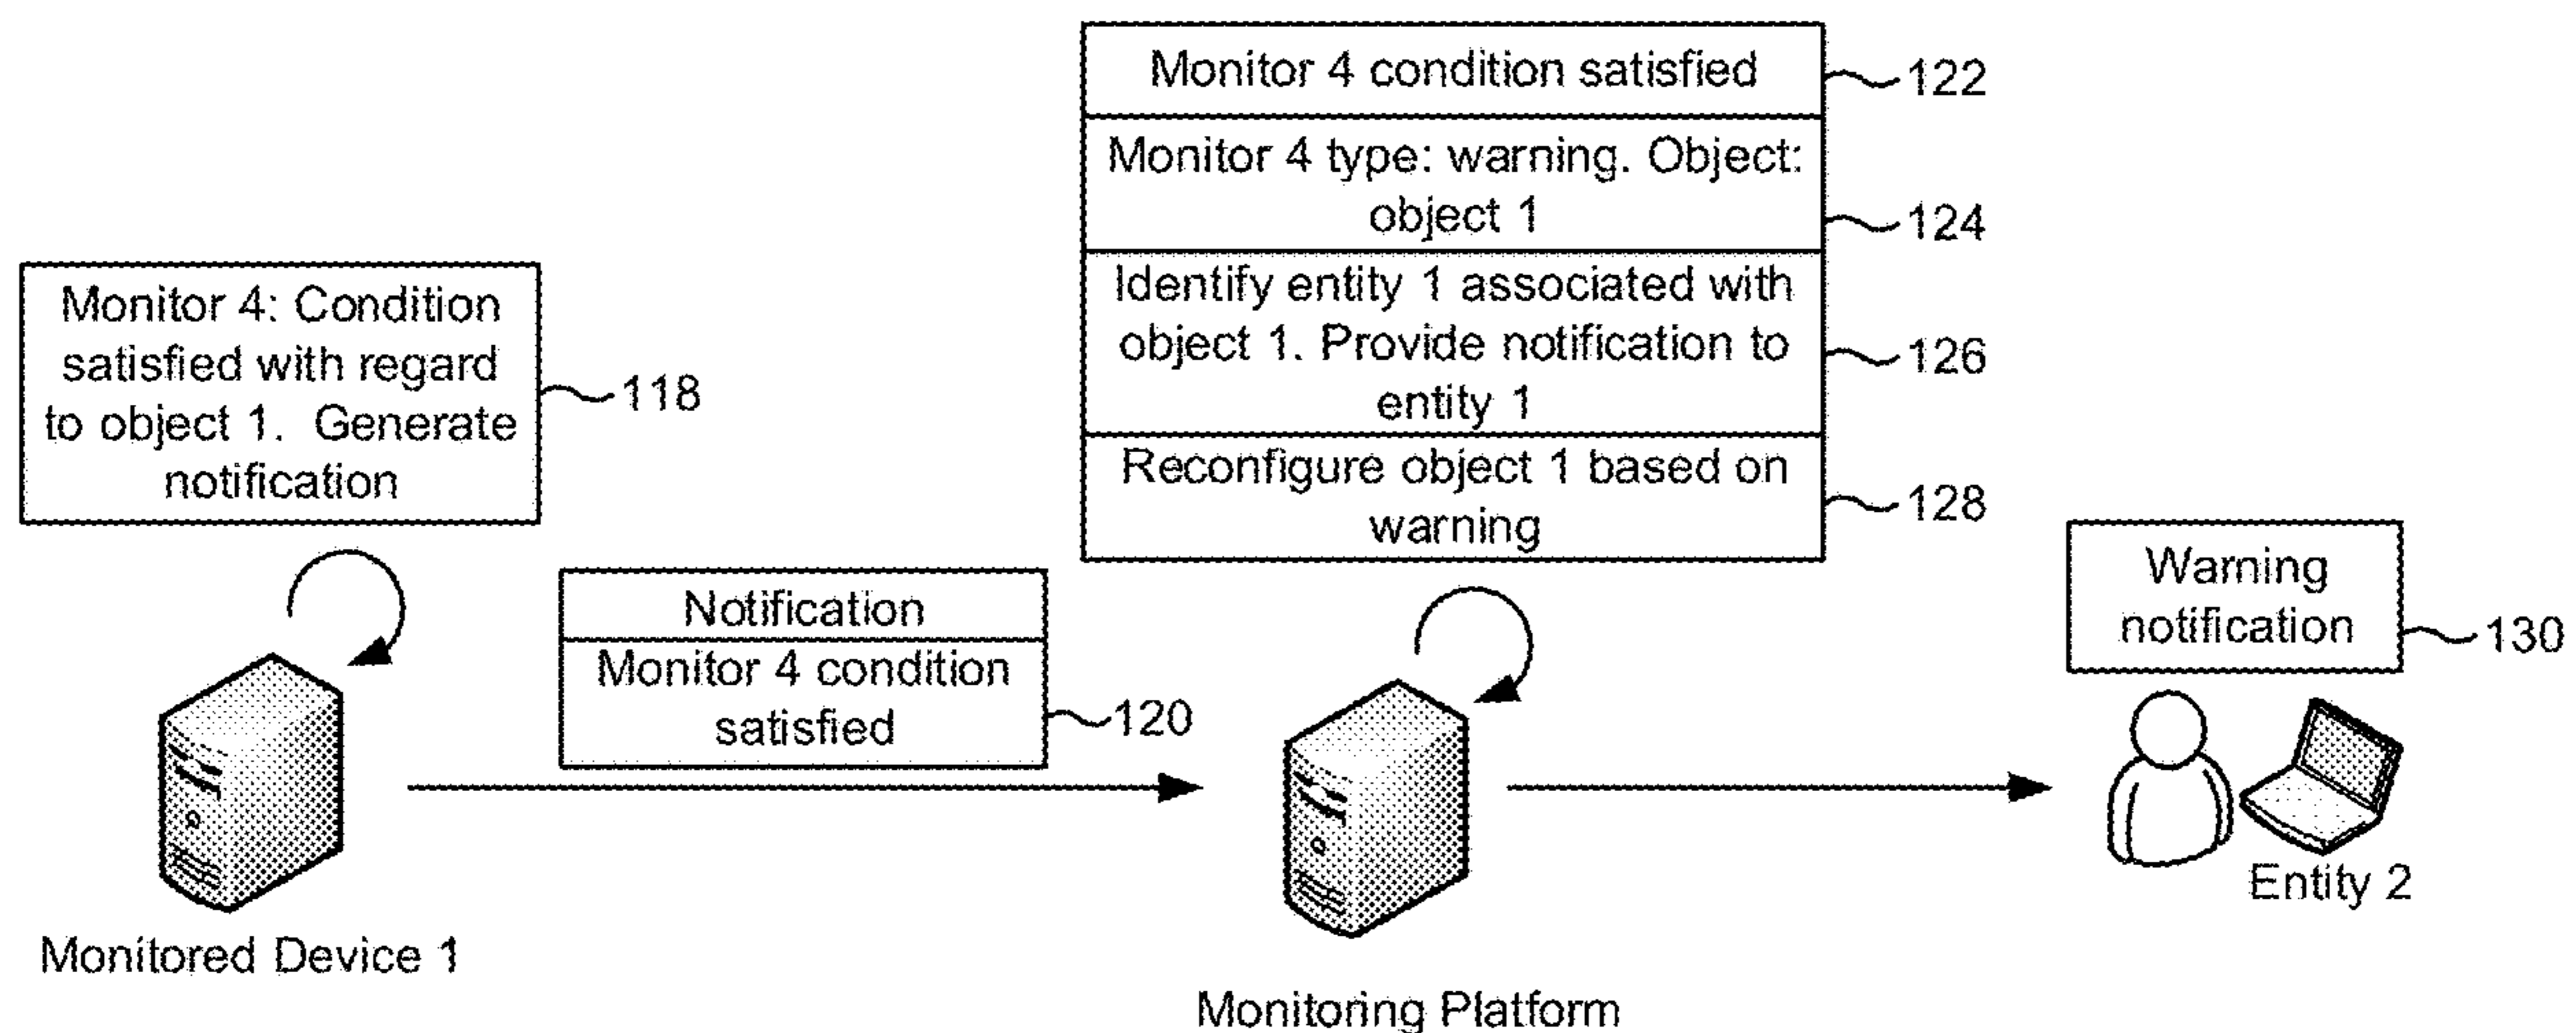 Monitor 4: Condition
satisfied with regard
to object 1. Generate
notification
118
Notification
Monitor 4 condition
satisfied
120
Monitor 4 condition satisfied
122
Monitor 4 type: warning. Object:
object 1
124
Identify entity 1 associated with
object 1. Provide notification to
entity 1
126
Reconfigure object 1 based on
warning
128
Warning
notification
130
Monitored Device 1
Monitoring Platform
Entity 2